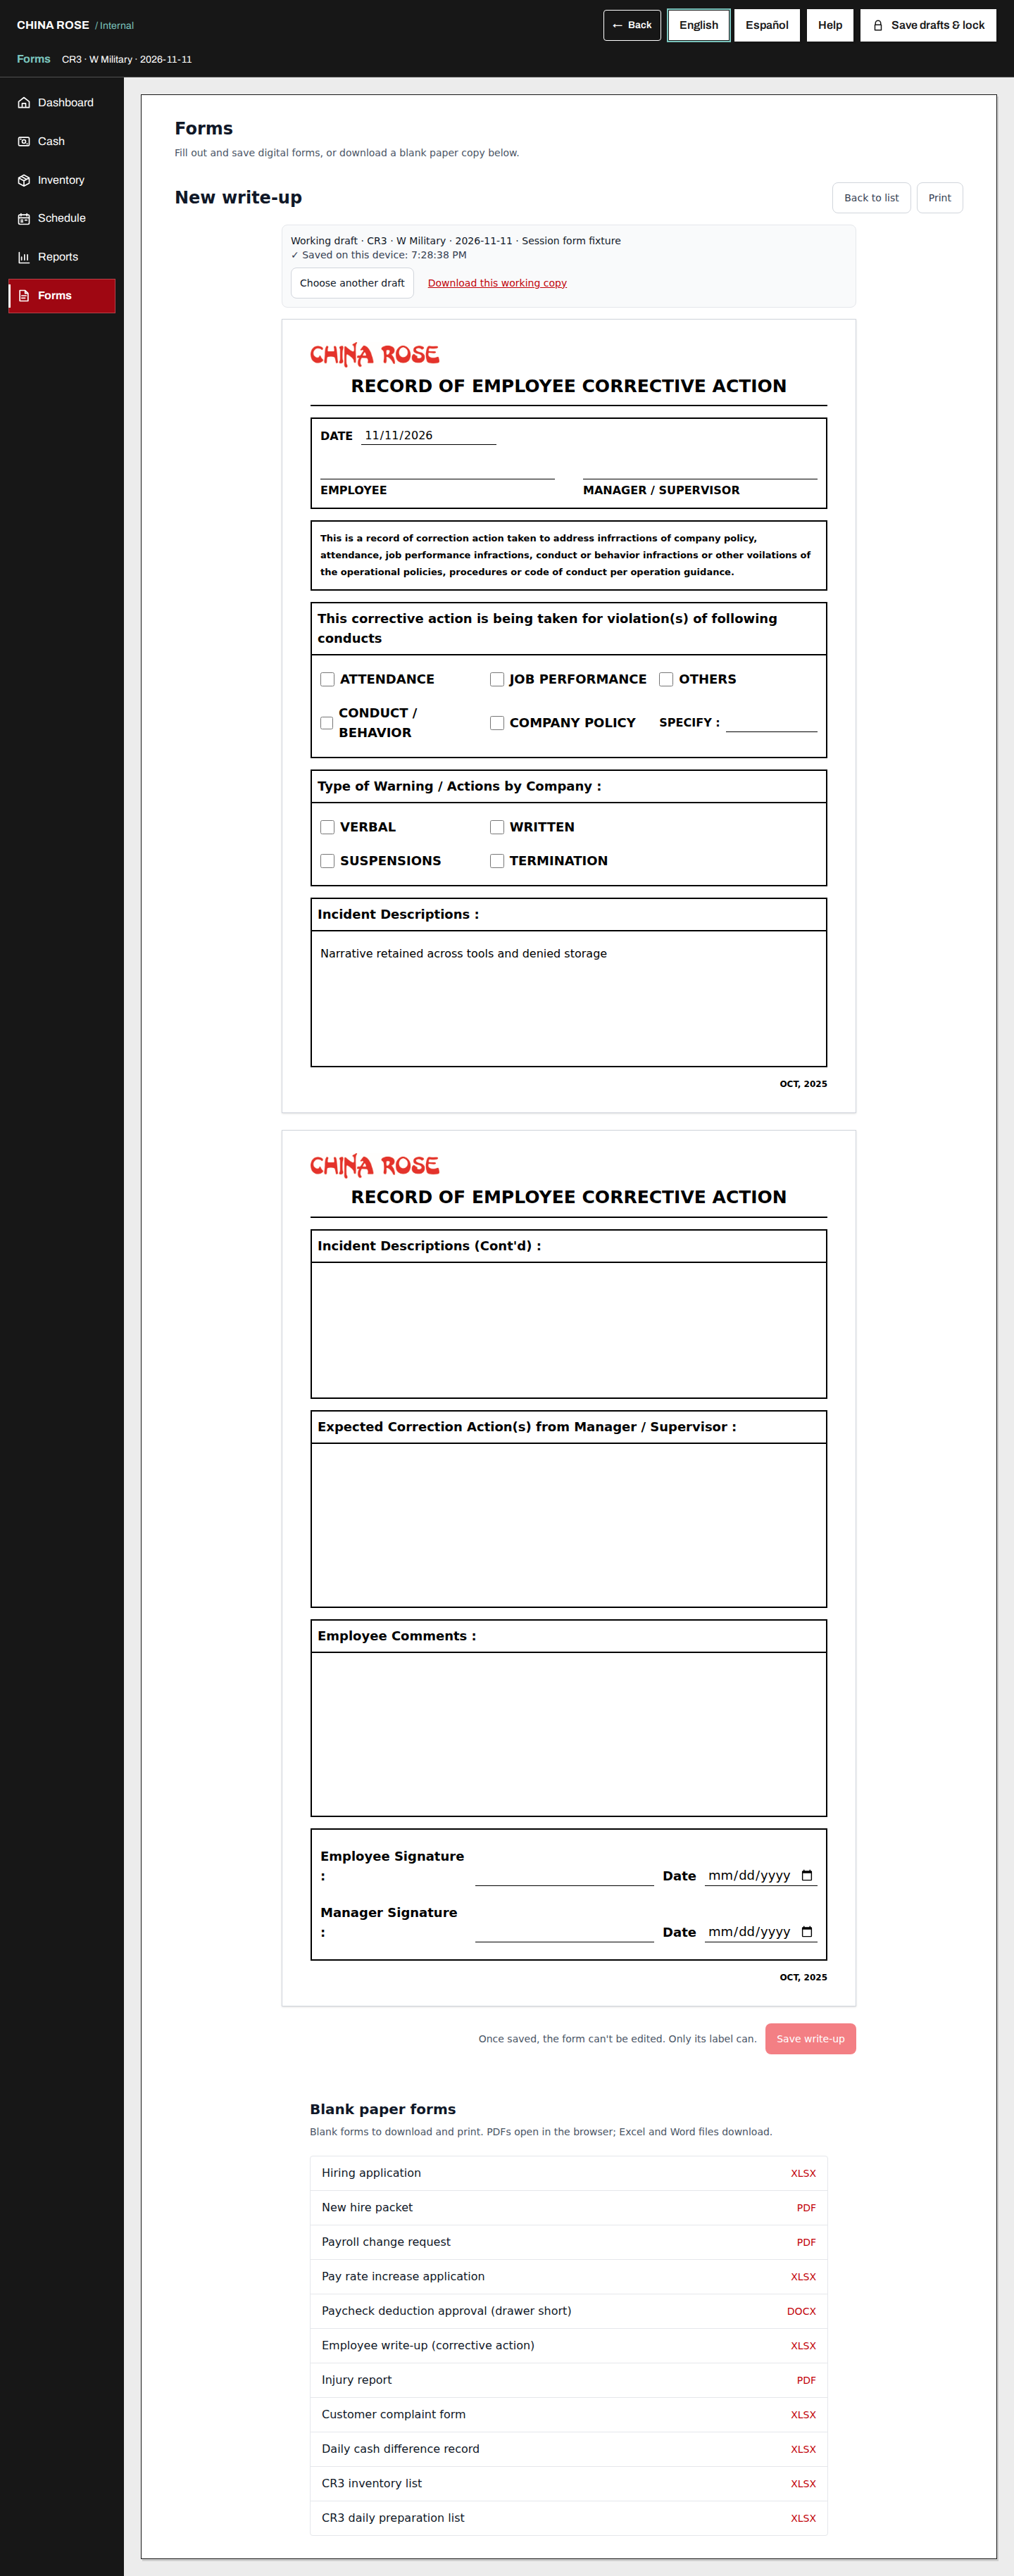 CHINA ROSE / Internal
← Back
English
Español
Help
Save drafts & lock
Forms CR3 · W Military · 2026-11-11
Dashboard
Cash
Inventory
Schedule
Reports
Forms
Forms
Fill out and save digital forms, or download a blank paper copy below.
New write-up
Back to list
Print
Working draft · CR3 · W Military · 2026-11-11 · Session form fixture
✓ Saved on this device: 7:28:38 PM
Choose another draft
Download this working copy
CHINA ROSE
RECORD OF EMPLOYEE CORRECTIVE ACTION
DATE 11/11/2026
EMPLOYEE
MANAGER / SUPERVISOR
This is a record of correction action taken to address infrractions of company policy,
attendance, job performance infractions, conduct or behavior infractions or other voilations of
the operational policies, procedures or code of conduct per operation guidance.
This corrective action is being taken for violation(s) of following
conducts
ATTENDANCE
JOB PERFORMANCE
OTHERS
CONDUCT /
BEHAVIOR
COMPANY POLICY
SPECIFY :
Type of Warning / Actions by Company :
VERBAL
WRITTEN
SUSPENSIONS
TERMINATION
Incident Descriptions :
Narrative retained across tools and denied storage
OCT, 2025
CHINA ROSE
RECORD OF EMPLOYEE CORRECTIVE ACTION
Incident Descriptions (Cont'd) :
Expected Correction Action(s) from Manager / Supervisor :
Employee Comments :
Employee Signature
:
Date mm/dd/yyyy
Manager Signature
:
Date mm/dd/yyyy
OCT, 2025
Once saved, the form can't be edited. Only its label can.
Save write-up
Blank paper forms
Blank forms to download and print. PDFs open in the browser; Excel and Word files download.
Hiring application XLSX
New hire packet PDF
Payroll change request PDF
Pay rate increase application XLSX
Paycheck deduction approval (drawer short) DOCX
Employee write-up (corrective action) XLSX
Injury report PDF
Customer complaint form XLSX
Daily cash difference record XLSX
CR3 inventory list XLSX
CR3 daily preparation list XLSX